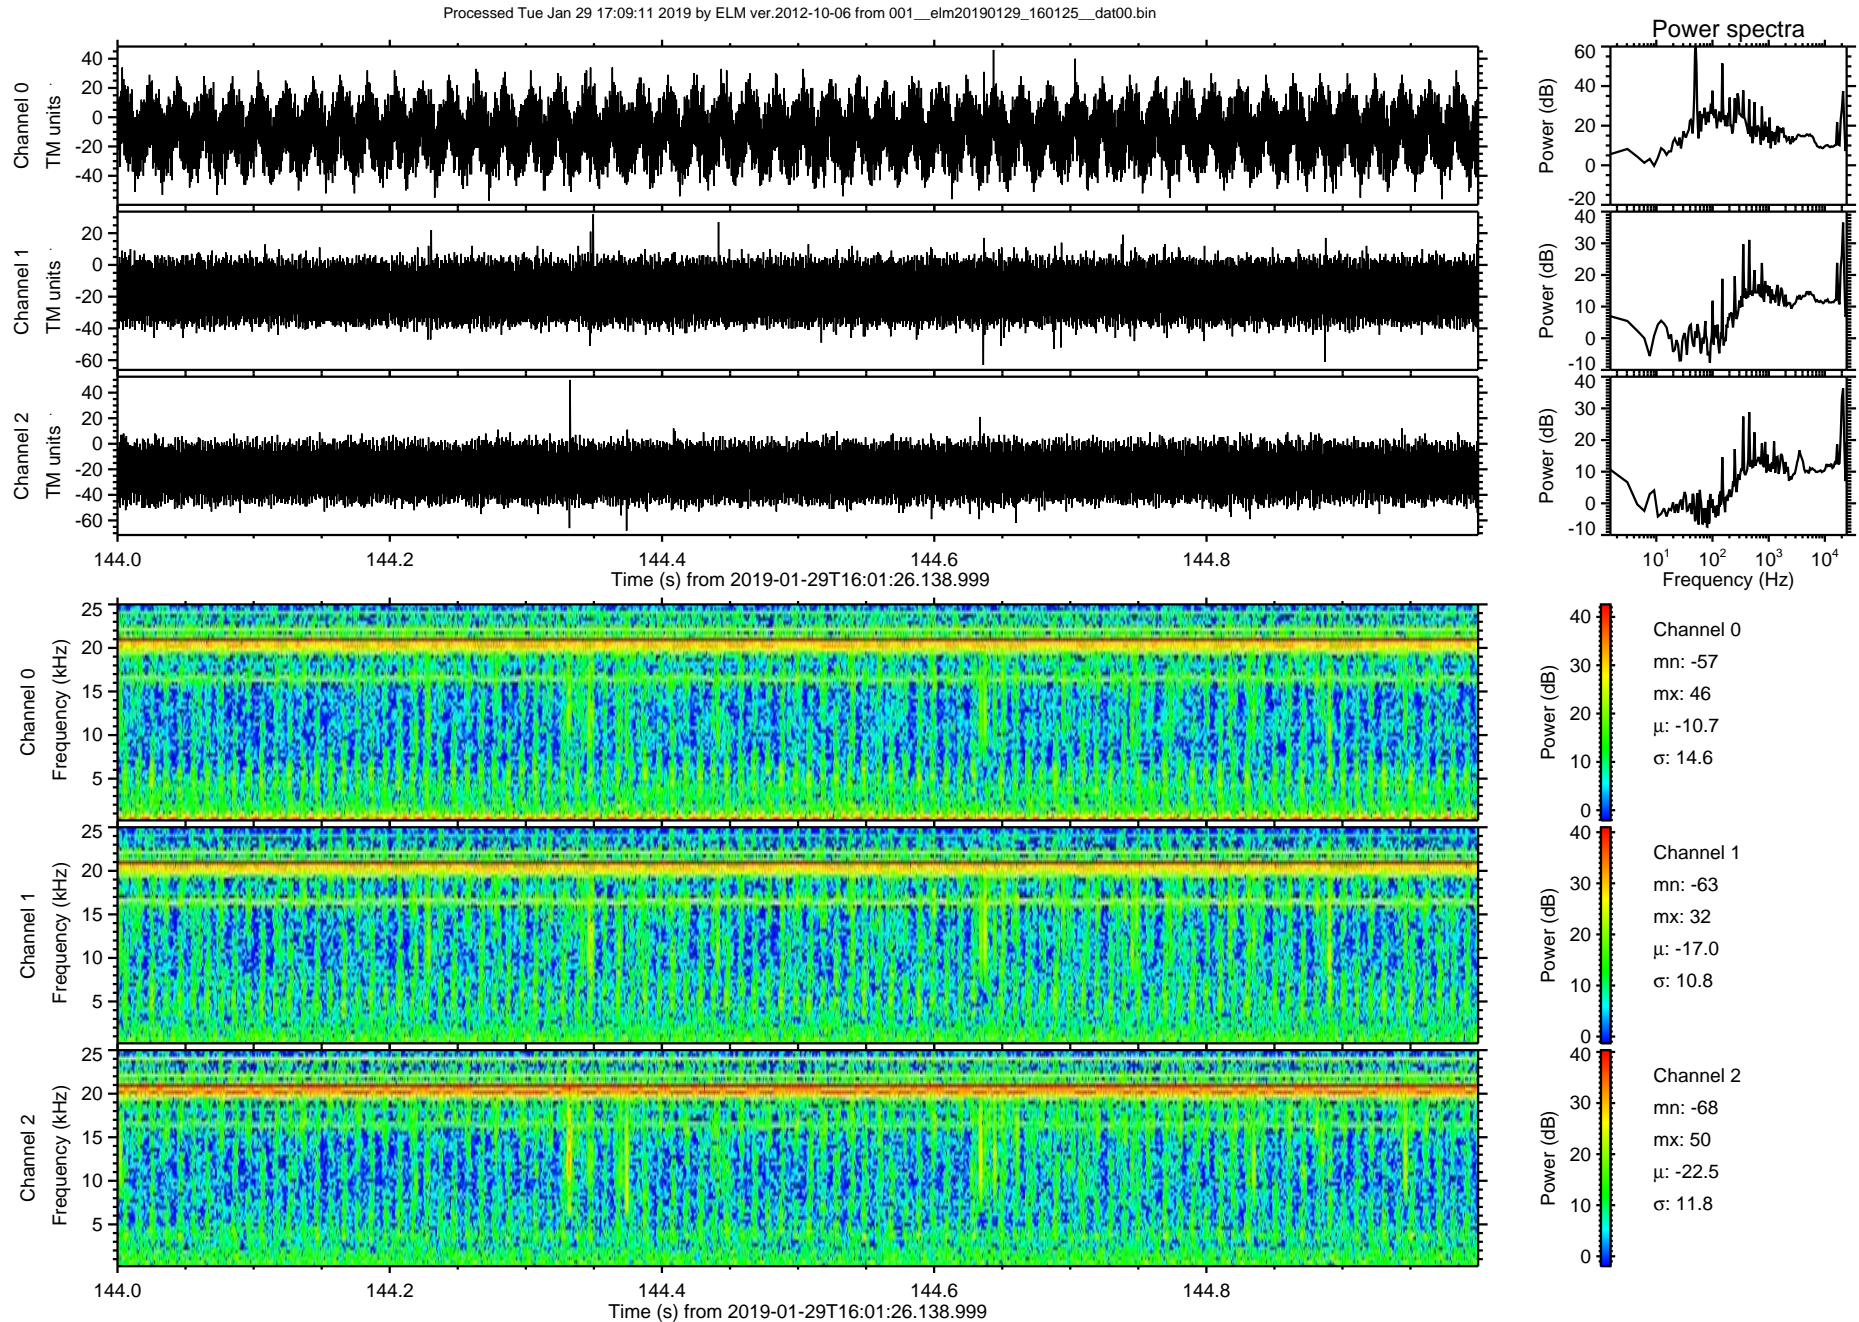 Processed Tue Jan 29 17:09:11 2019 by ELM ver.2012-10-06 from 001__elm20190129_160125__dat00.bin
Power spectra
Channel 0
TM units
40
20
0
-20
-40
Power (dB)
60
40
20
0
-20
Channel 1
TM units
20
0
-20
-40
-60
Power (dB)
40
30
20
10
0
-10
Channel 2
TM units
40
20
0
-20
-40
-60
Power (dB)
40
30
20
10
0
-10
144.0 144.2 144.4 144.6 144.8
Time (s) from 2019-01-29T16:01:26.138.999
10¹ 10² 10³ 10⁴
Frequency (Hz)
Channel 0
Frequency (kHz)
25
20
15
10
5
Power (dB)
40
30
20
10
0
Channel 0
mn: -57
mx: 46
µ: -10.7
σ: 14.6
Channel 1
Frequency (kHz)
25
20
15
10
5
Power (dB)
40
30
20
10
0
Channel 1
mn: -63
mx: 32
µ: -17.0
σ: 10.8
Channel 2
Frequency (kHz)
25
20
15
10
5
Power (dB)
40
30
20
10
0
Channel 2
mn: -68
mx: 50
µ: -22.5
σ: 11.8
144.0 144.2 144.4 144.6 144.8
Time (s) from 2019-01-29T16:01:26.138.999